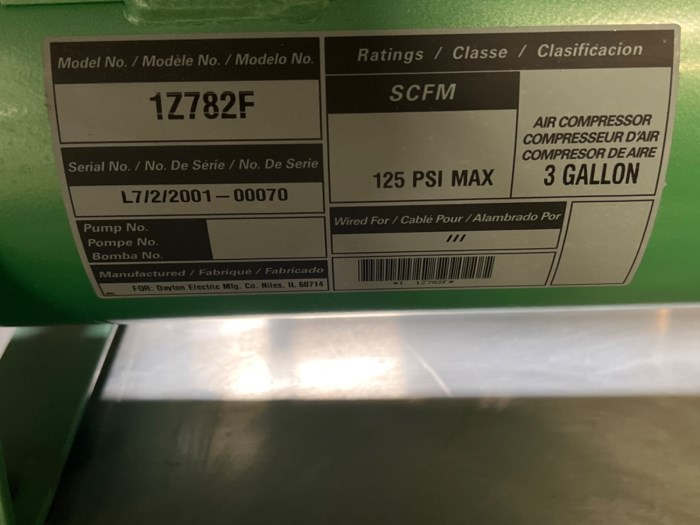 Model No. / Modèle No. / Modelo No.
1Z782F
Serial No. / No. De Série / No. De Serie
L7/2/2001-00070
Pump No.
Pompe No.
Bomba No.
Manufactured / Fabriqué / Fabricado
FOR: Dayton Electric Mfg. Co. Niles, IL 60714
Ratings / Classe / Clasificacion
SCFM
125 PSI MAX
AIR COMPRESSOR
COMPRESSEUR D'AIR
COMPRESOR DE AIRE
3 GALLON
Wired For / Cablé Pour / Alambrado Por
///
*1 1Z782F*